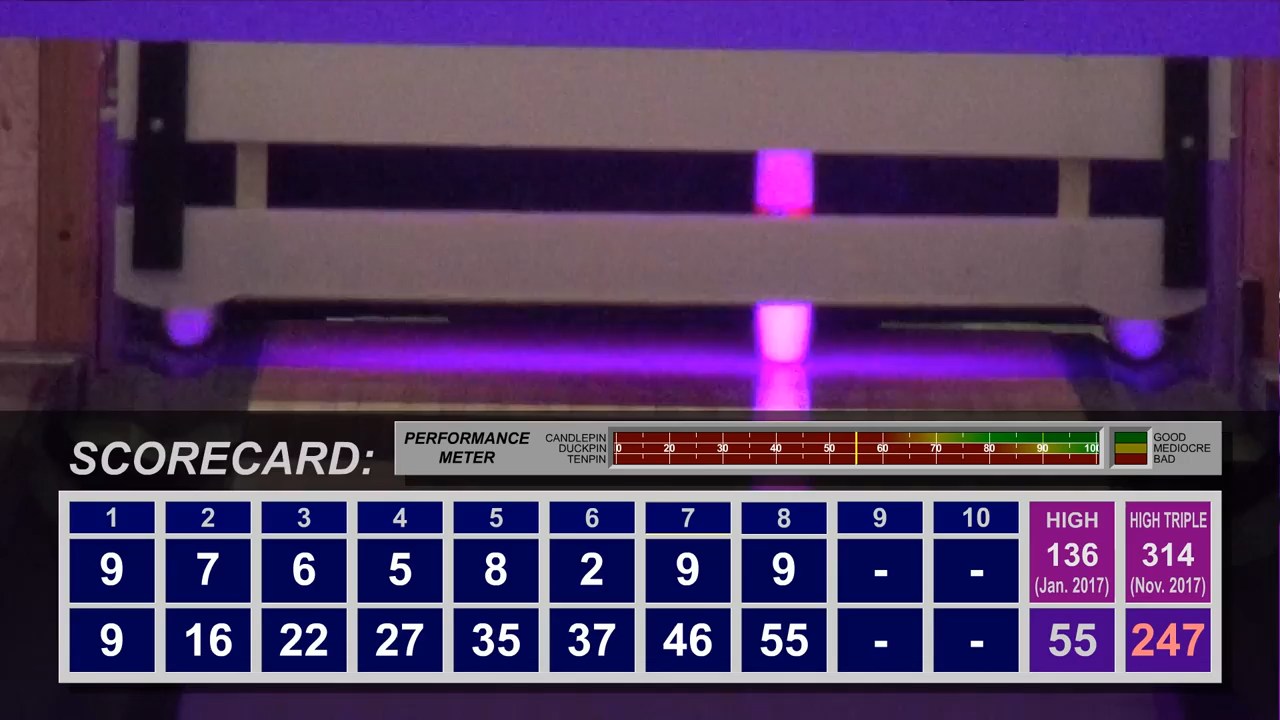 SCORECARD:
PERFORMANCE
METER
CANDLEPIN
DUCKPIN
TENPIN
0 20 30 40 50 60 70 80 90 100
GOOD
MEDIOCRE
BAD
1 2 3 4 5 6 7 8 9 10 HIGH HIGH TRIPLE
9 7 6 5 8 2 9 9 - - 136 314
(Jan. 2017) (Nov. 2017)
9 16 22 27 35 37 46 55 - - 55 247